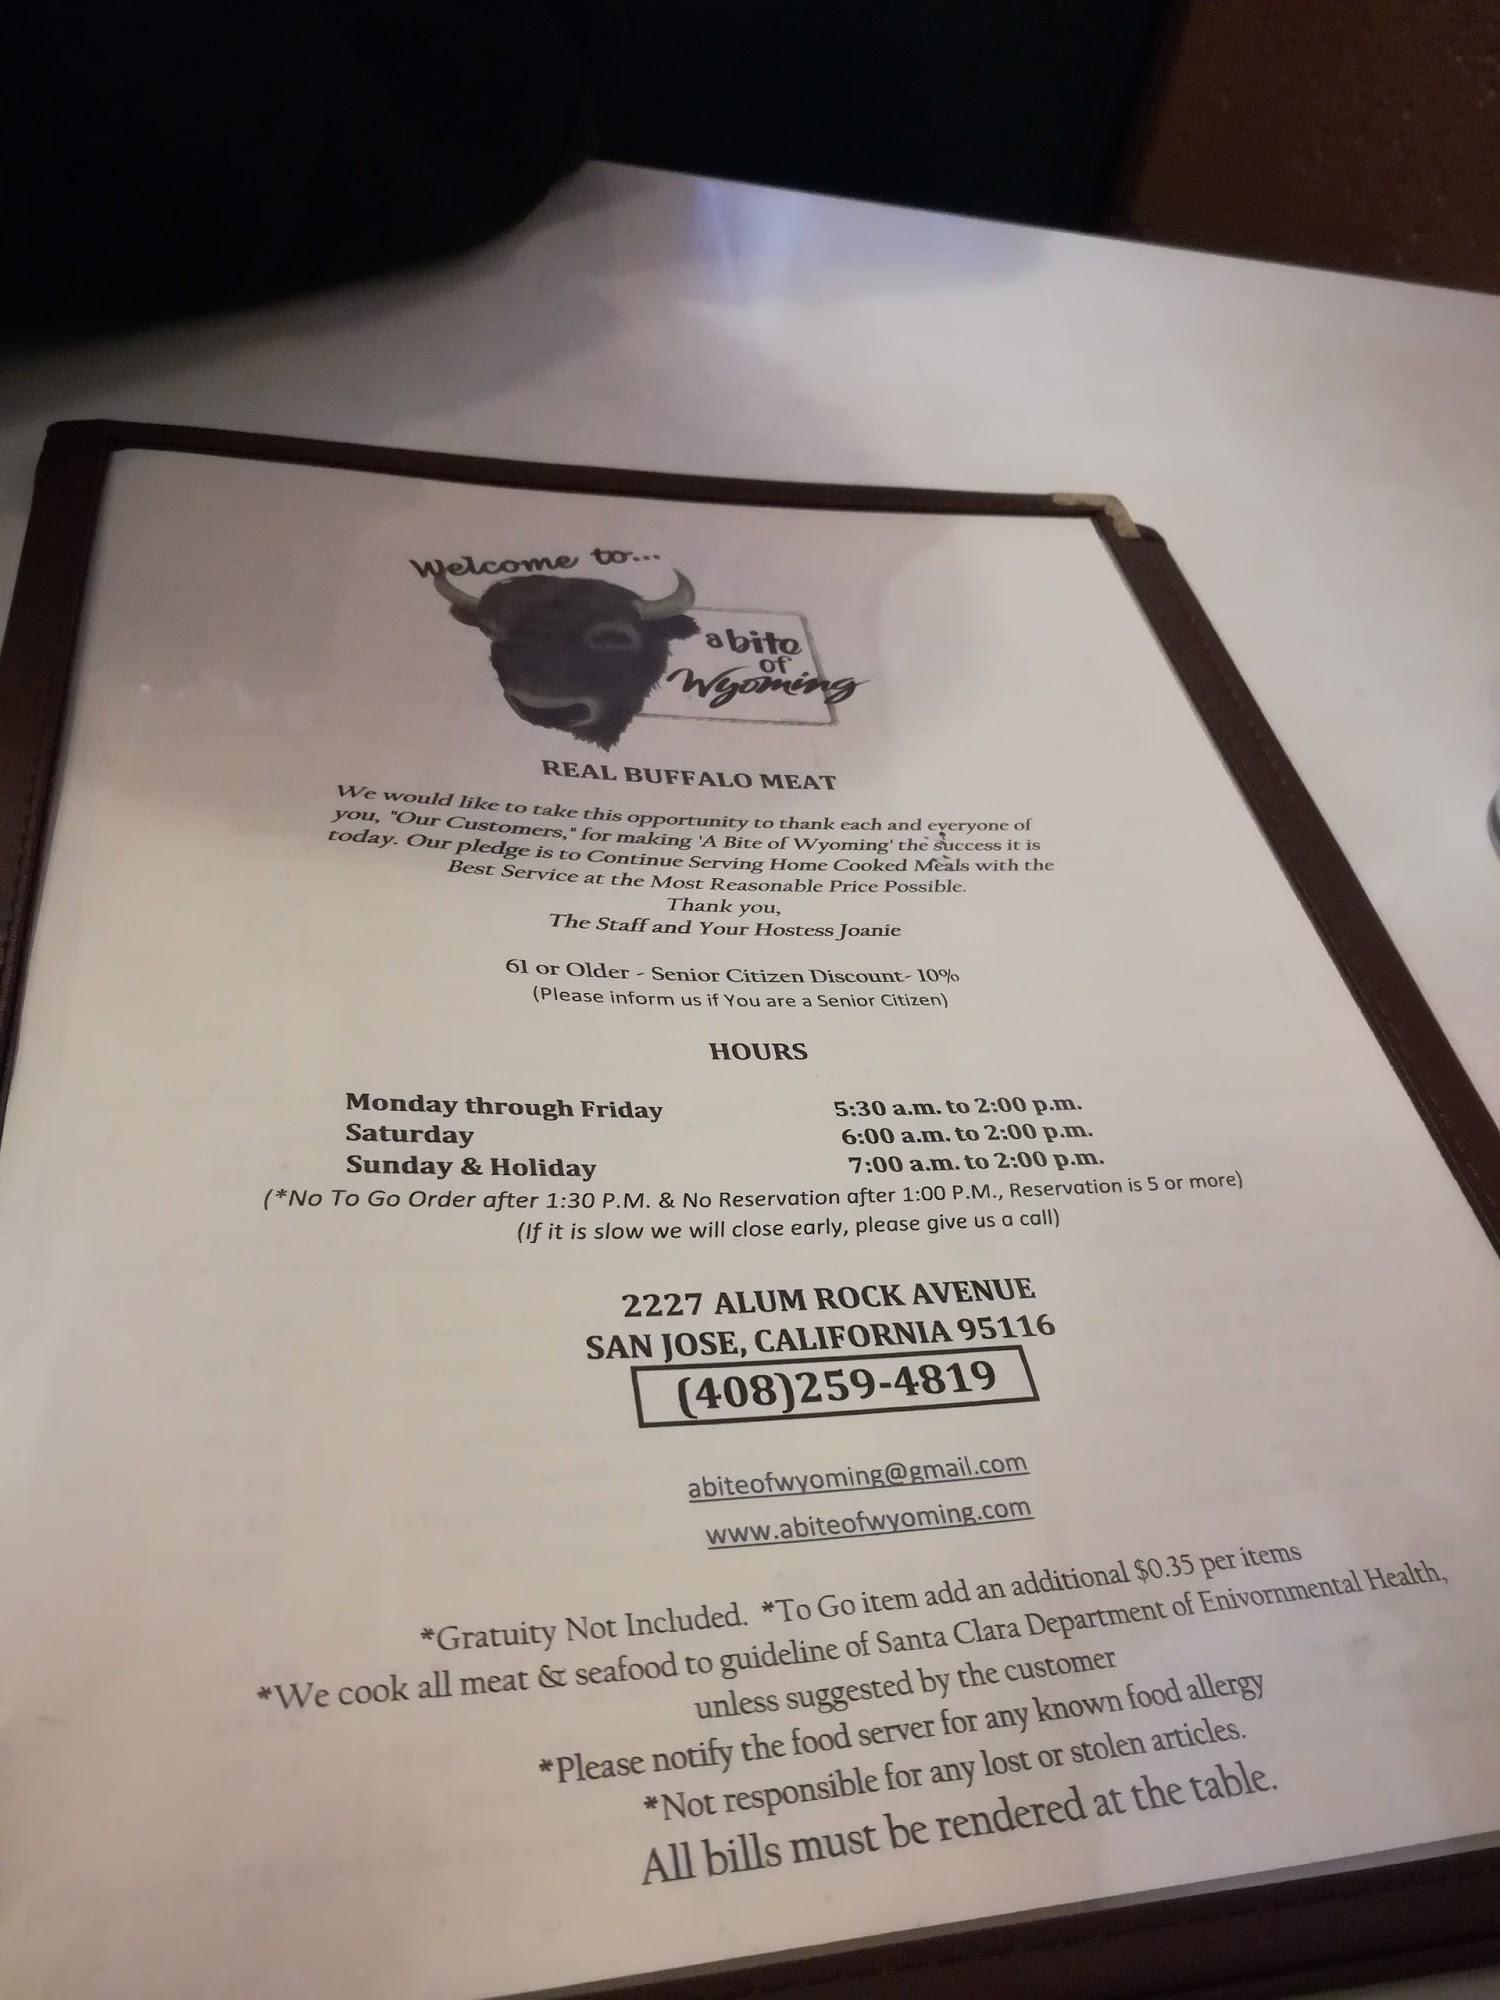 Welcome to...
a bite
of
Wyoming
REAL BUFFALO MEAT
We would like to take this opportunity to thank each and everyone of
you, "Our Customers," for making 'A Bite of Wyoming' the success it is
today. Our pledge is to Continue Serving Home Cooked Meals with the
Best Service at the Most Reasonable Price Possible.
Thank you,
The Staff and Your Hostess Joanie
61 or Older - Senior Citizen Discount- 10%
(Please inform us if You are a Senior Citizen)
HOURS
Monday through Friday 5:30 a.m. to 2:00 p.m.
Saturday 6:00 a.m. to 2:00 p.m.
Sunday & Holiday 7:00 a.m. to 2:00 p.m.
(*No To Go Order after 1:30 P.M. & No Reservation after 1:00 P.M., Reservation is 5 or more)
(If it is slow we will close early, please give us a call)
2227 ALUM ROCK AVENUE
SAN JOSE, CALIFORNIA 95116
(408)259-4819
abiteofwyoming@gmail.com
www.abiteofwyoming.com
*Gratuity Not Included. *To Go item add an additional $0.35 per items
*We cook all meat & seafood to guideline of Santa Clara Department of Enivornmental Health,
unless suggested by the customer
*Please notify the food server for any known food allergy
*Not responsible for any lost or stolen articles.
All bills must be rendered at the table.